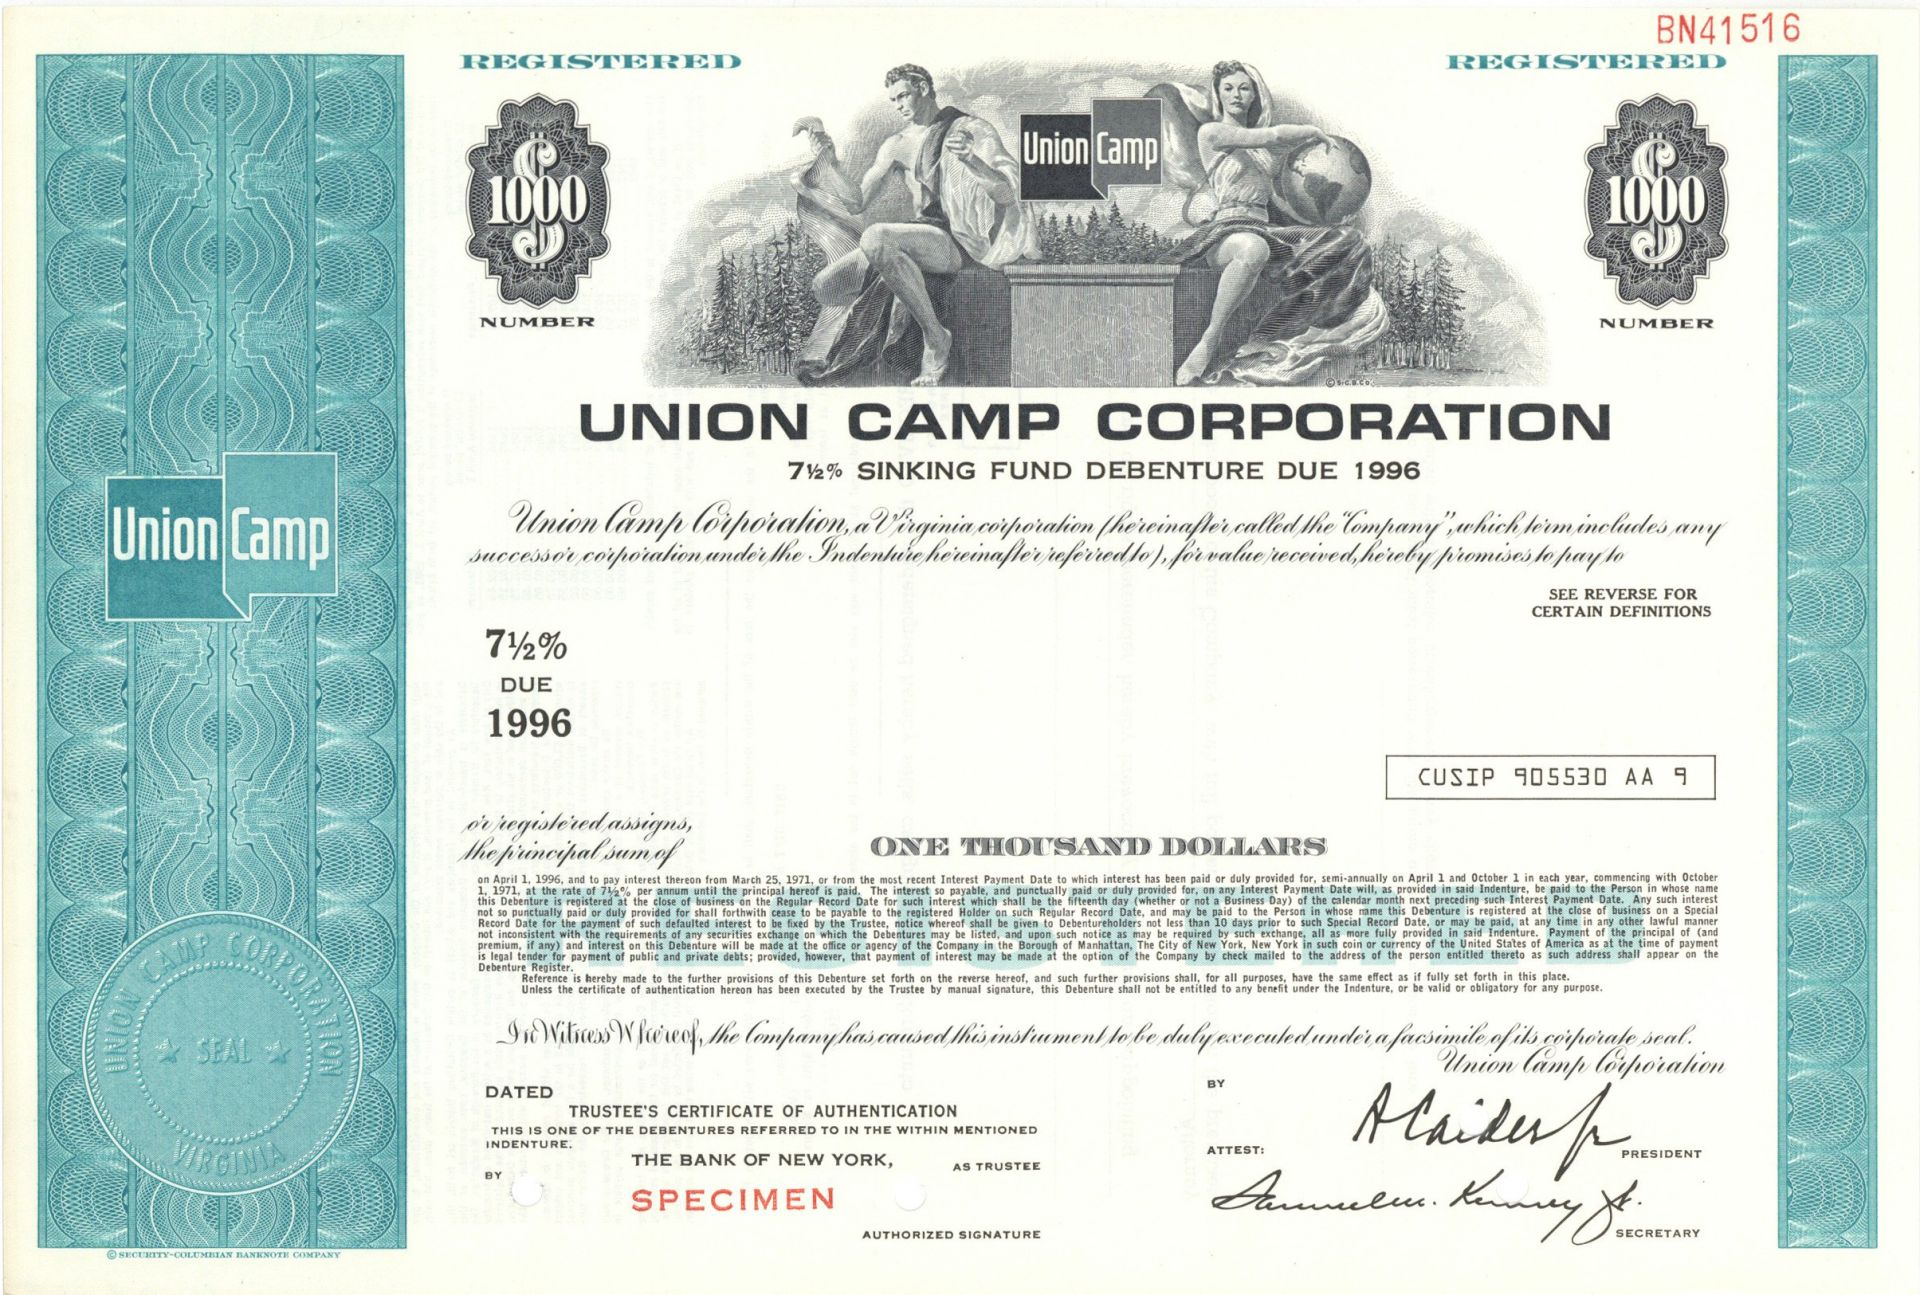 BN41516
REGISTERED
REGISTERED
$
1000
NUMBER
Union Camp
$
1000
NUMBER
© S-C.B.CO.
UNION CAMP CORPORATION
7½% SINKING FUND DEBENTURE DUE 1996
Union Camp Corporation, a Virginia corporation (hereinafter called the "Company", which term includes any
successor corporation under the Indenture hereinafter referred to), for value received, hereby promises to pay to
SEE REVERSE FOR
CERTAIN DEFINITIONS
Union Camp
7½%
DUE
1996
CUSIP 905530 AA 9
or registered assigns,
the principal sum of
ONE THOUSAND DOLLARS
on April 1, 1996, and to pay interest thereon from March 25, 1971, or from the most recent Interest Payment Date to which interest has been paid or duly provided for, semi-annually on April 1 and October 1 in each year, commencing with October
1, 1971, at the rate of 7½% per annum until the principal hereof is paid. The interest so payable, and punctually paid or duly provided for, on any Interest Payment Date will, as provided in said Indenture, be paid to the Person in whose name
this Debenture is registered at the close of business on the Regular Record Date for such interest which shall be the fifteenth day (whether or not a Business Day) of the calendar month next preceding such Interest Payment Date. Any such interest
not so punctually paid or duly provided for shall forthwith cease to be payable to the registered Holder on such Regular Record Date, and may be paid to the Person in whose name this Debenture is registered at the close of business on a Special
Record Date for the payment of such defaulted interest to be fixed by the Trustee, notice whereof shall be given to Debentureholders not less than 10 days prior to such Special Record Date, or may be paid, at any time in any other lawful manner
not inconsistent with the requirements of any securities exchange on which the Debentures may be listed, and upon such notice as may be required by such exchange, all as more fully provided in said Indenture. Payment of the principal of (and
premium, if any) and interest on this Debenture will be made at the office or agency of the Company in the Borough of Manhattan, The City of New York, New York in such coin or currency of the United States of America as at the time of payment
is legal tender for payment of public and private debts; provided, however, that payment of interest may be made at the option of the Company by check mailed to the address of the person entitled thereto as such address shall appear on the
Debenture Register.
Reference is hereby made to the further provisions of this Debenture set forth on the reverse hereof, and such further provisions shall, for all purposes, have the same effect as if fully set forth in this place.
Unless the certificate of authentication hereon has been executed by the Trustee by manual signature, this Debenture shall not be entitled to any benefit under the Indenture, or be valid or obligatory for any purpose.
In Witness Whereof, the Company has caused this instrument to be duly executed under a facsimile of its corporate seal.
Union Camp Corporation
UNION CAMP CORPORATION
SEAL
VIRGINIA
DATED
TRUSTEE'S CERTIFICATE OF AUTHENTICATION
THIS IS ONE OF THE DEBENTURES REFERRED TO IN THE WITHIN MENTIONED
INDENTURE.
THE BANK OF NEW YORK,
AS TRUSTEE
BY
SPECIMEN
AUTHORIZED SIGNATURE
BY
A Calder Jr
PRESIDENT
ATTEST:
Samuel M. Kinney Jr.
SECRETARY
© SECURITY-COLUMBIAN BANKNOTE COMPANY